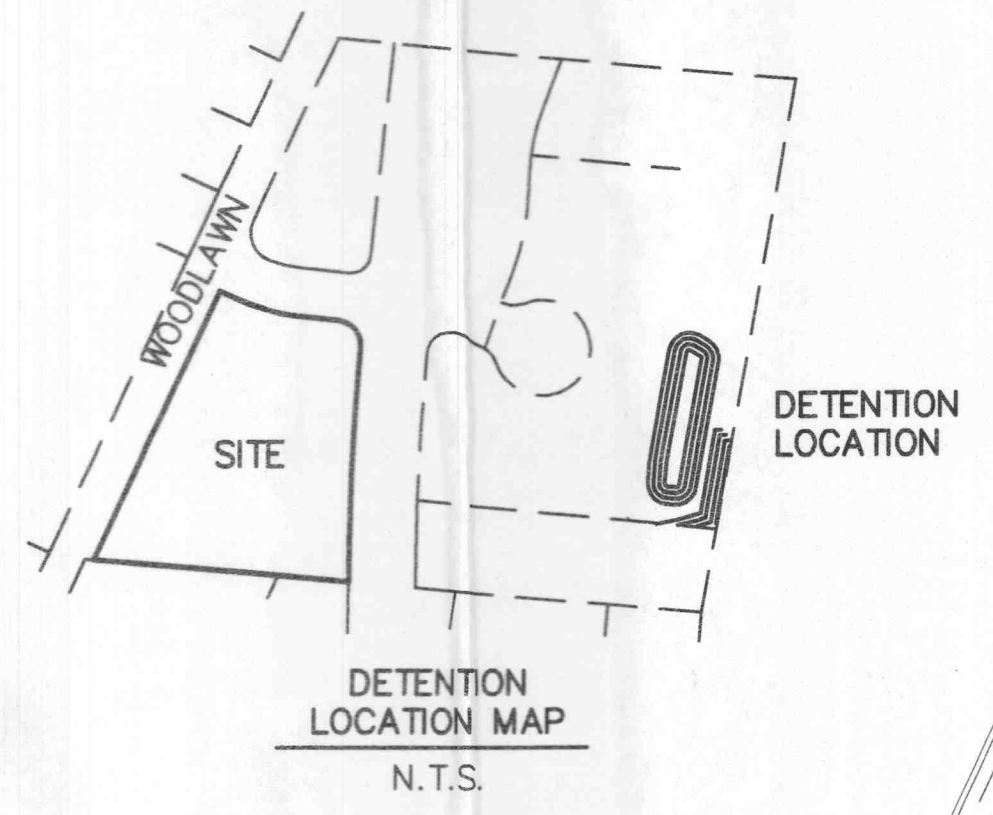 WOODLAWN
SITE
DETENTION
LOCATION
DETENTION
LOCATION MAP
N.T.S.